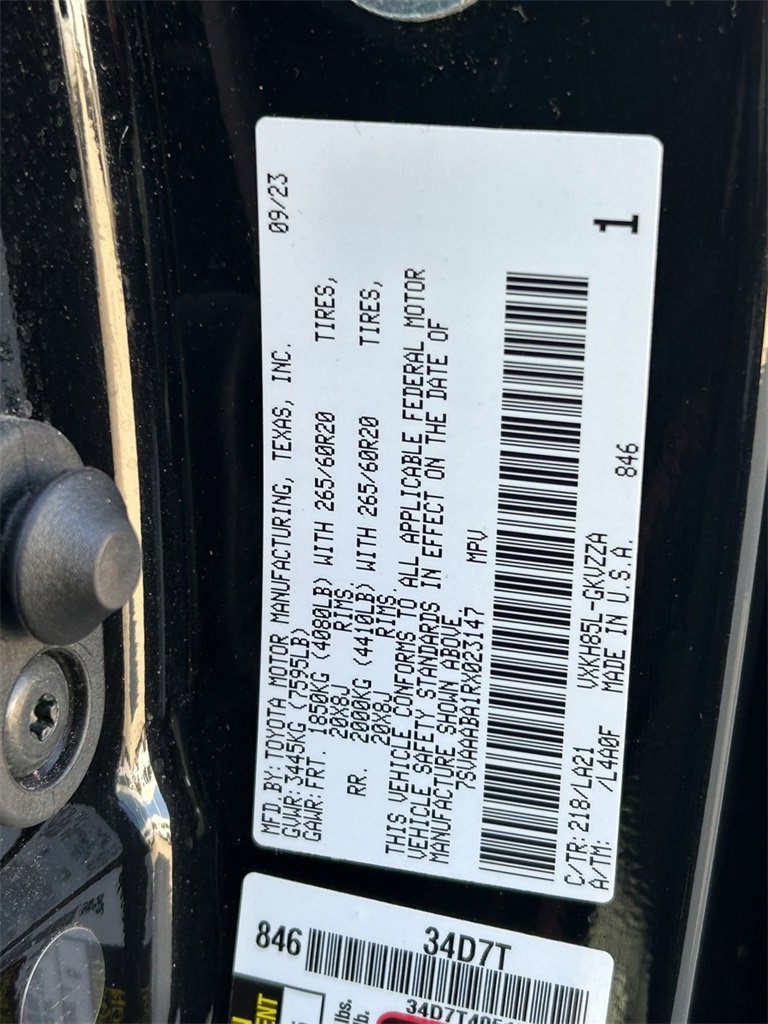 MFD.BY: TOYOTA MOTOR MANUFACTURING, TEXAS, INC. 09/23
GVWR: 3445KG (7595LB)
GAWR: FRT. 1850KG (4080LB) WITH 265/60R20 TIRES,
20X8J RIMS
RR. 2000KG (4410LB) WITH 265/60R20 TIRES,
20X8J RIMS.
THIS VEHICLE CONFORMS TO ALL APPLICABLE FEDERAL MOTOR
VEHICLE SAFETY STANDARDS IN EFFECT ON THE DATE OF
MANUFACTURE SHOWN ABOVE.
7SVAAABA1RX023147 MPV
1
C/TR: 218/LA21 VXKH85L-GKVZZA
A/TM: /L4A0F MADE IN U.S.A. 846
846 34D7T
lbs.
lb.